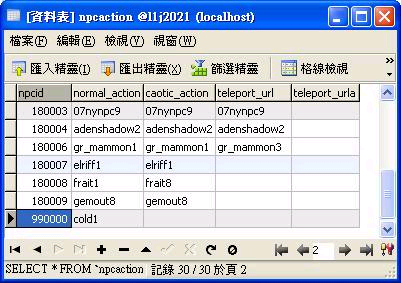 [資料表] npcaction @l1j2021 (localhost)
檔案(F) 編輯(E) 檢視(V) 視窗(W)
匯入精靈(I) 匯出精靈(X) 篩選精靈 格線檢視 »
npcid normal_action caotic_action teleport_url teleport_urla
180003 07nynpc9 07nynpc9 07nynpc9
180004 adenshadow2 adenshadow2 adenshadow2
180006 gr_mammon1 gr_mammon1 gr_mammon3
180007 elriff1 elriff1
180008 frait1 frait8
180009 gemout8 gemout8
990000 cold1
2
SELECT * FROM `npcaction 記錄 30 / 30 於頁 2